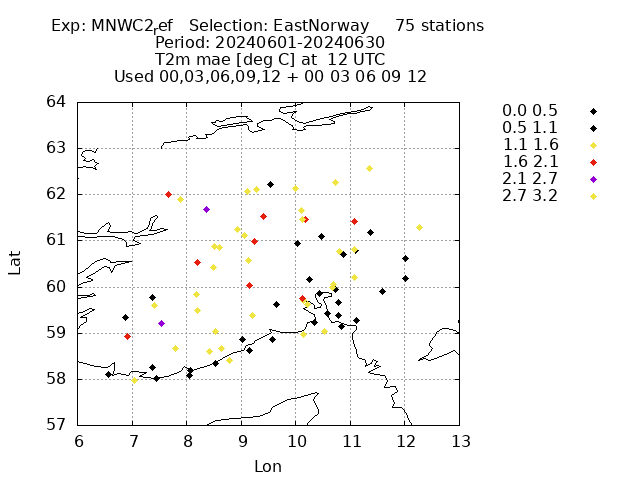 Exp: MNWC2ref Selection: EastNorway 75 stations
Period: 20240601-20240630
T2m mae [deg C] at 12 UTC
Used 00,03,06,09,12 + 00 03 06 09 12
64
63
62
61
60
59
58
57
Lat
6 7 8 9 10 11 12 13
Lon
0.0 0.5
0.5 1.1
1.1 1.6
1.6 2.1
2.1 2.7
2.7 3.2